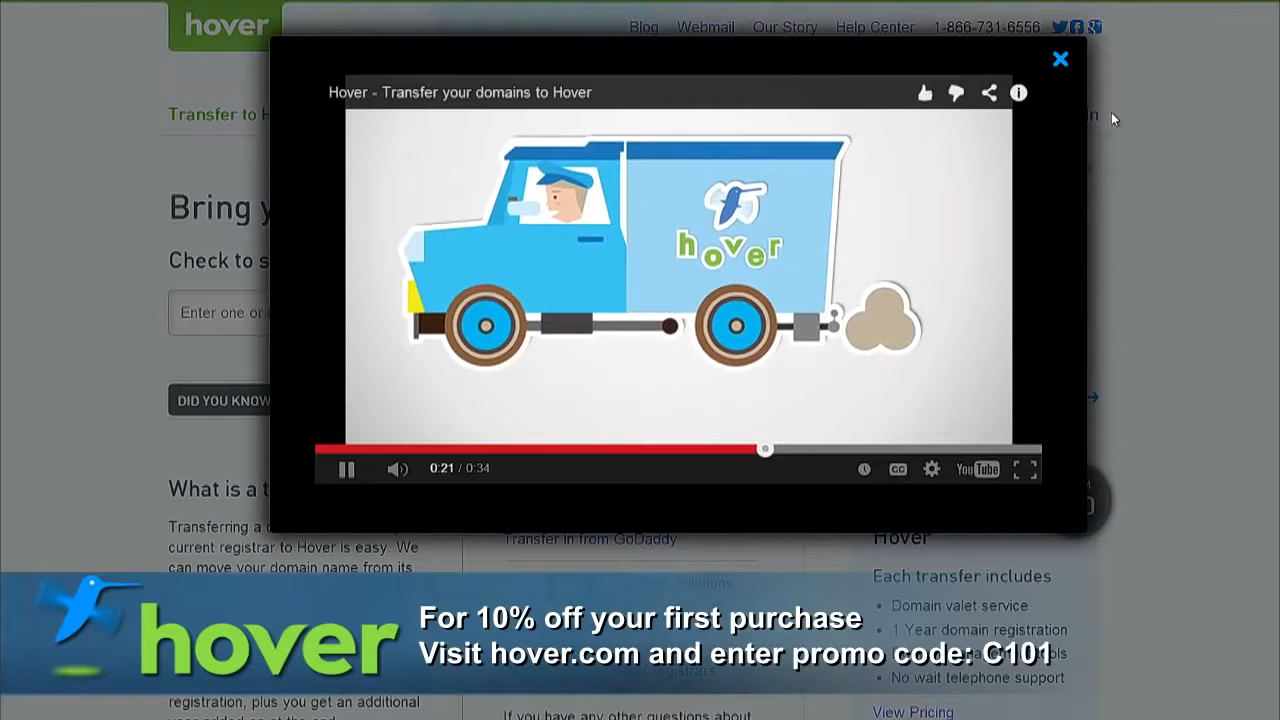 hover
Blog Webmail Our Story Help Center 1-866-731-6556
Transfer to
Hover - Transfer your domains to Hover
hover
Bring
Check to
Enter one or
DID YOU KNOW
0:21 / 0:34
CC
YouTube
What is a
Transferring a
current registrar to Hover is easy. We
can move your domain name from its
registration, plus you get an additional
Transfer in from GoDaddy
If you have any other questions about
Hover
Each transfer includes
Domain valet service
1 Year domain registration
No wait telephone support
View Pricing
hover
For 10% off your first purchase
Visit hover.com and enter promo code: C101